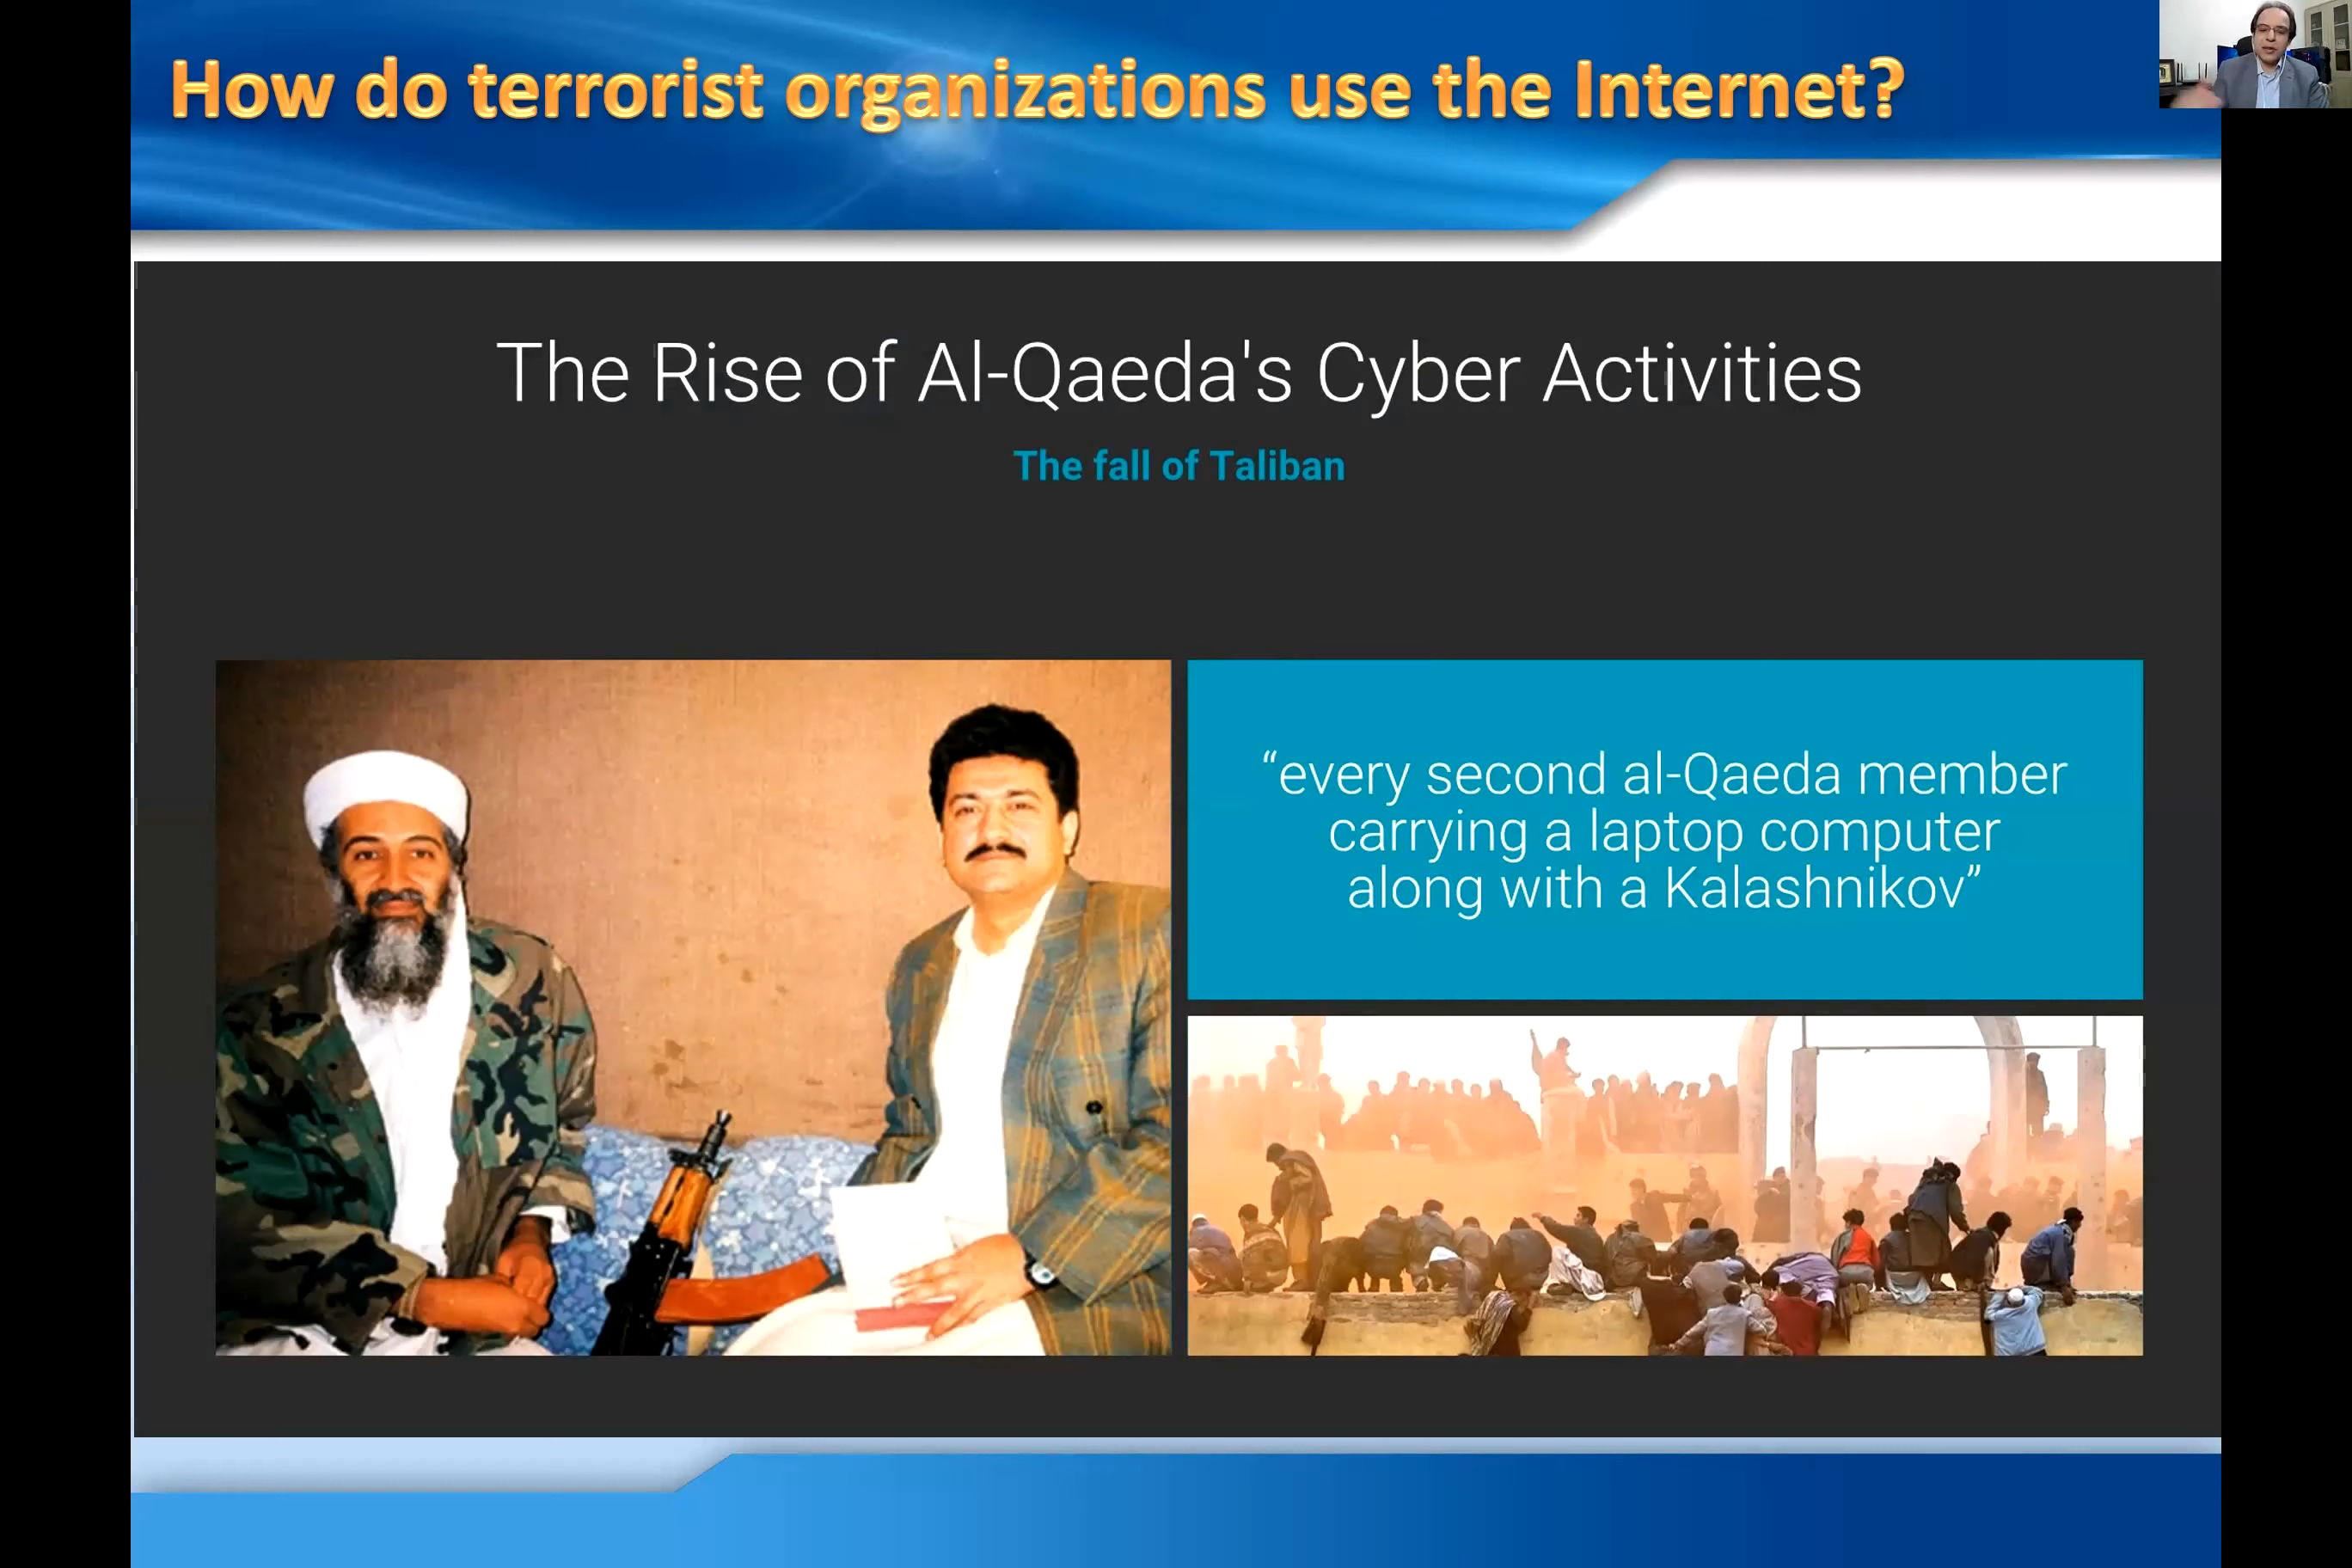 How do terrorist organizations use the Internet?
The Rise of Al-Qaeda's Cyber Activities
The fall of Taliban
“every second al-Qaeda member
carrying a laptop computer
along with a Kalashnikov”